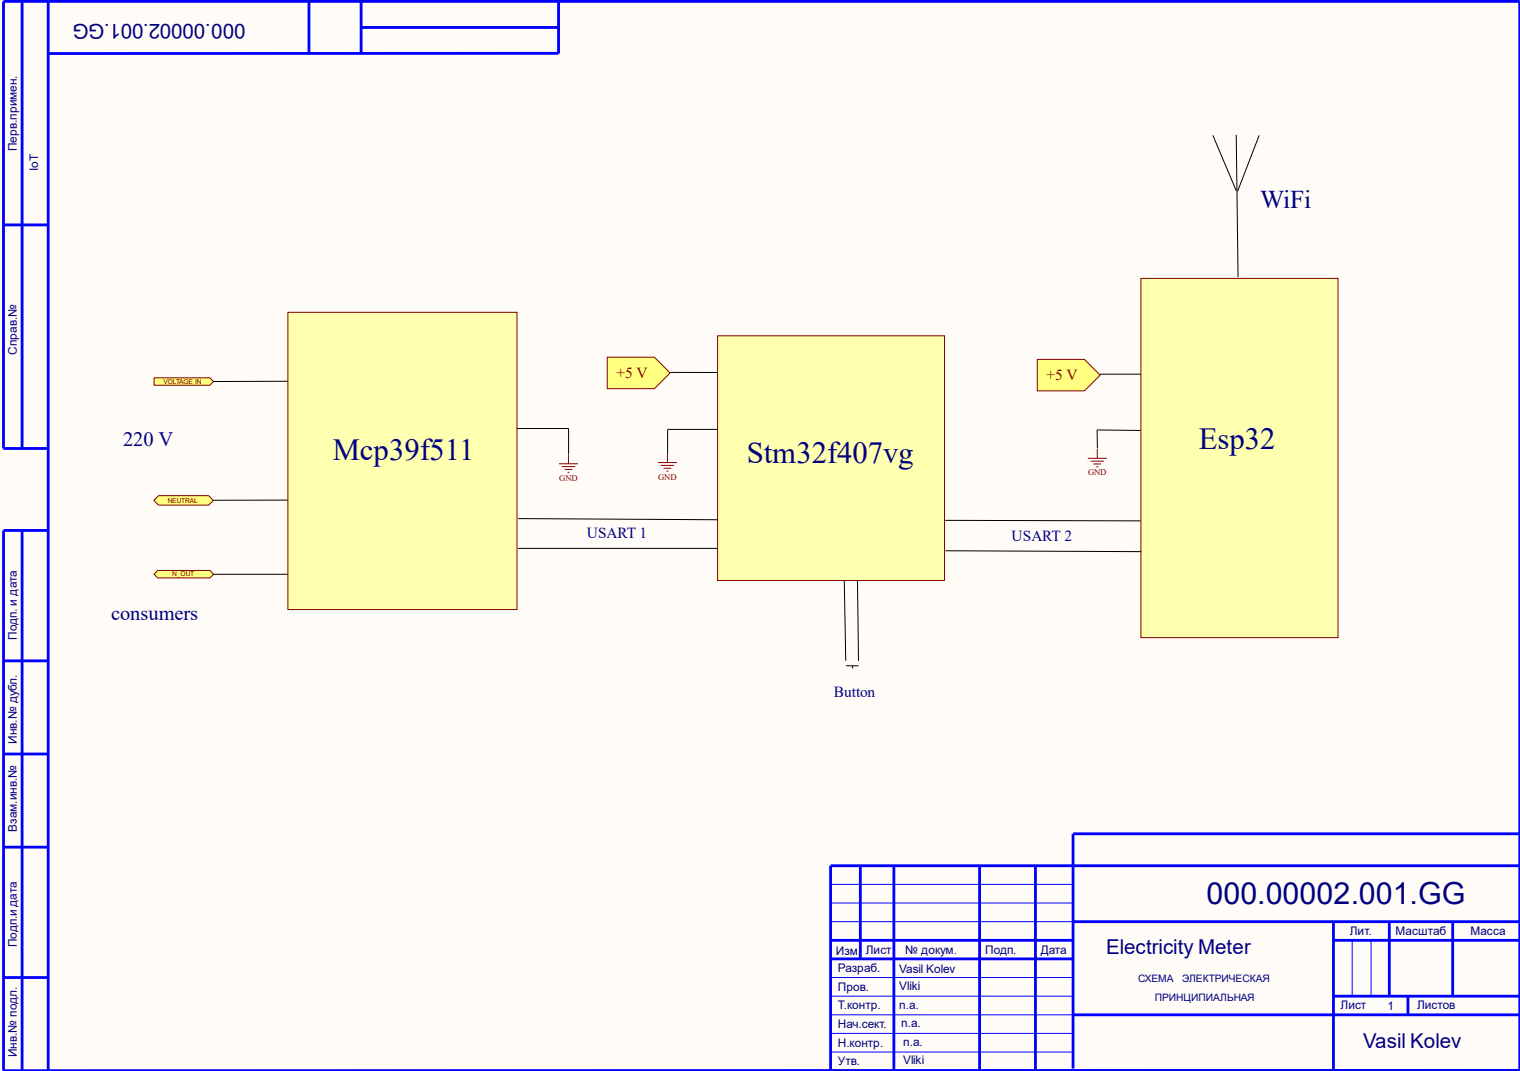 000.00002.001.GG
Перв.примен.
IoT
Справ.№
Подп. и дата
Инв.№ дубл.
Взам.инв.№
Подп.и дата
Инв.№ подл.
WiFi
VOLTAGE IN
220 V
NEUTRAL
N_OUT
consumers
Mcp39f511
GND
USART 1
+5 V
GND
Stm32f407vg
Button
USART 2
+5 V
GND
Esp32
000.00002.001.GG
Изм. Лист № докум. Подп. Дата
Разраб. Vasil Kolev
Пров. Vliki
Т.контр. n.a.
Нач.сект. n.a.
Н.контр. n.a.
Утв. Vliki
Electricity Meter
СХЕМА ЭЛЕКТРИЧЕСКАЯ
ПРИНЦИПИАЛЬНАЯ
Лит. Масштаб Масса
Лист 1 Листов
Vasil Kolev